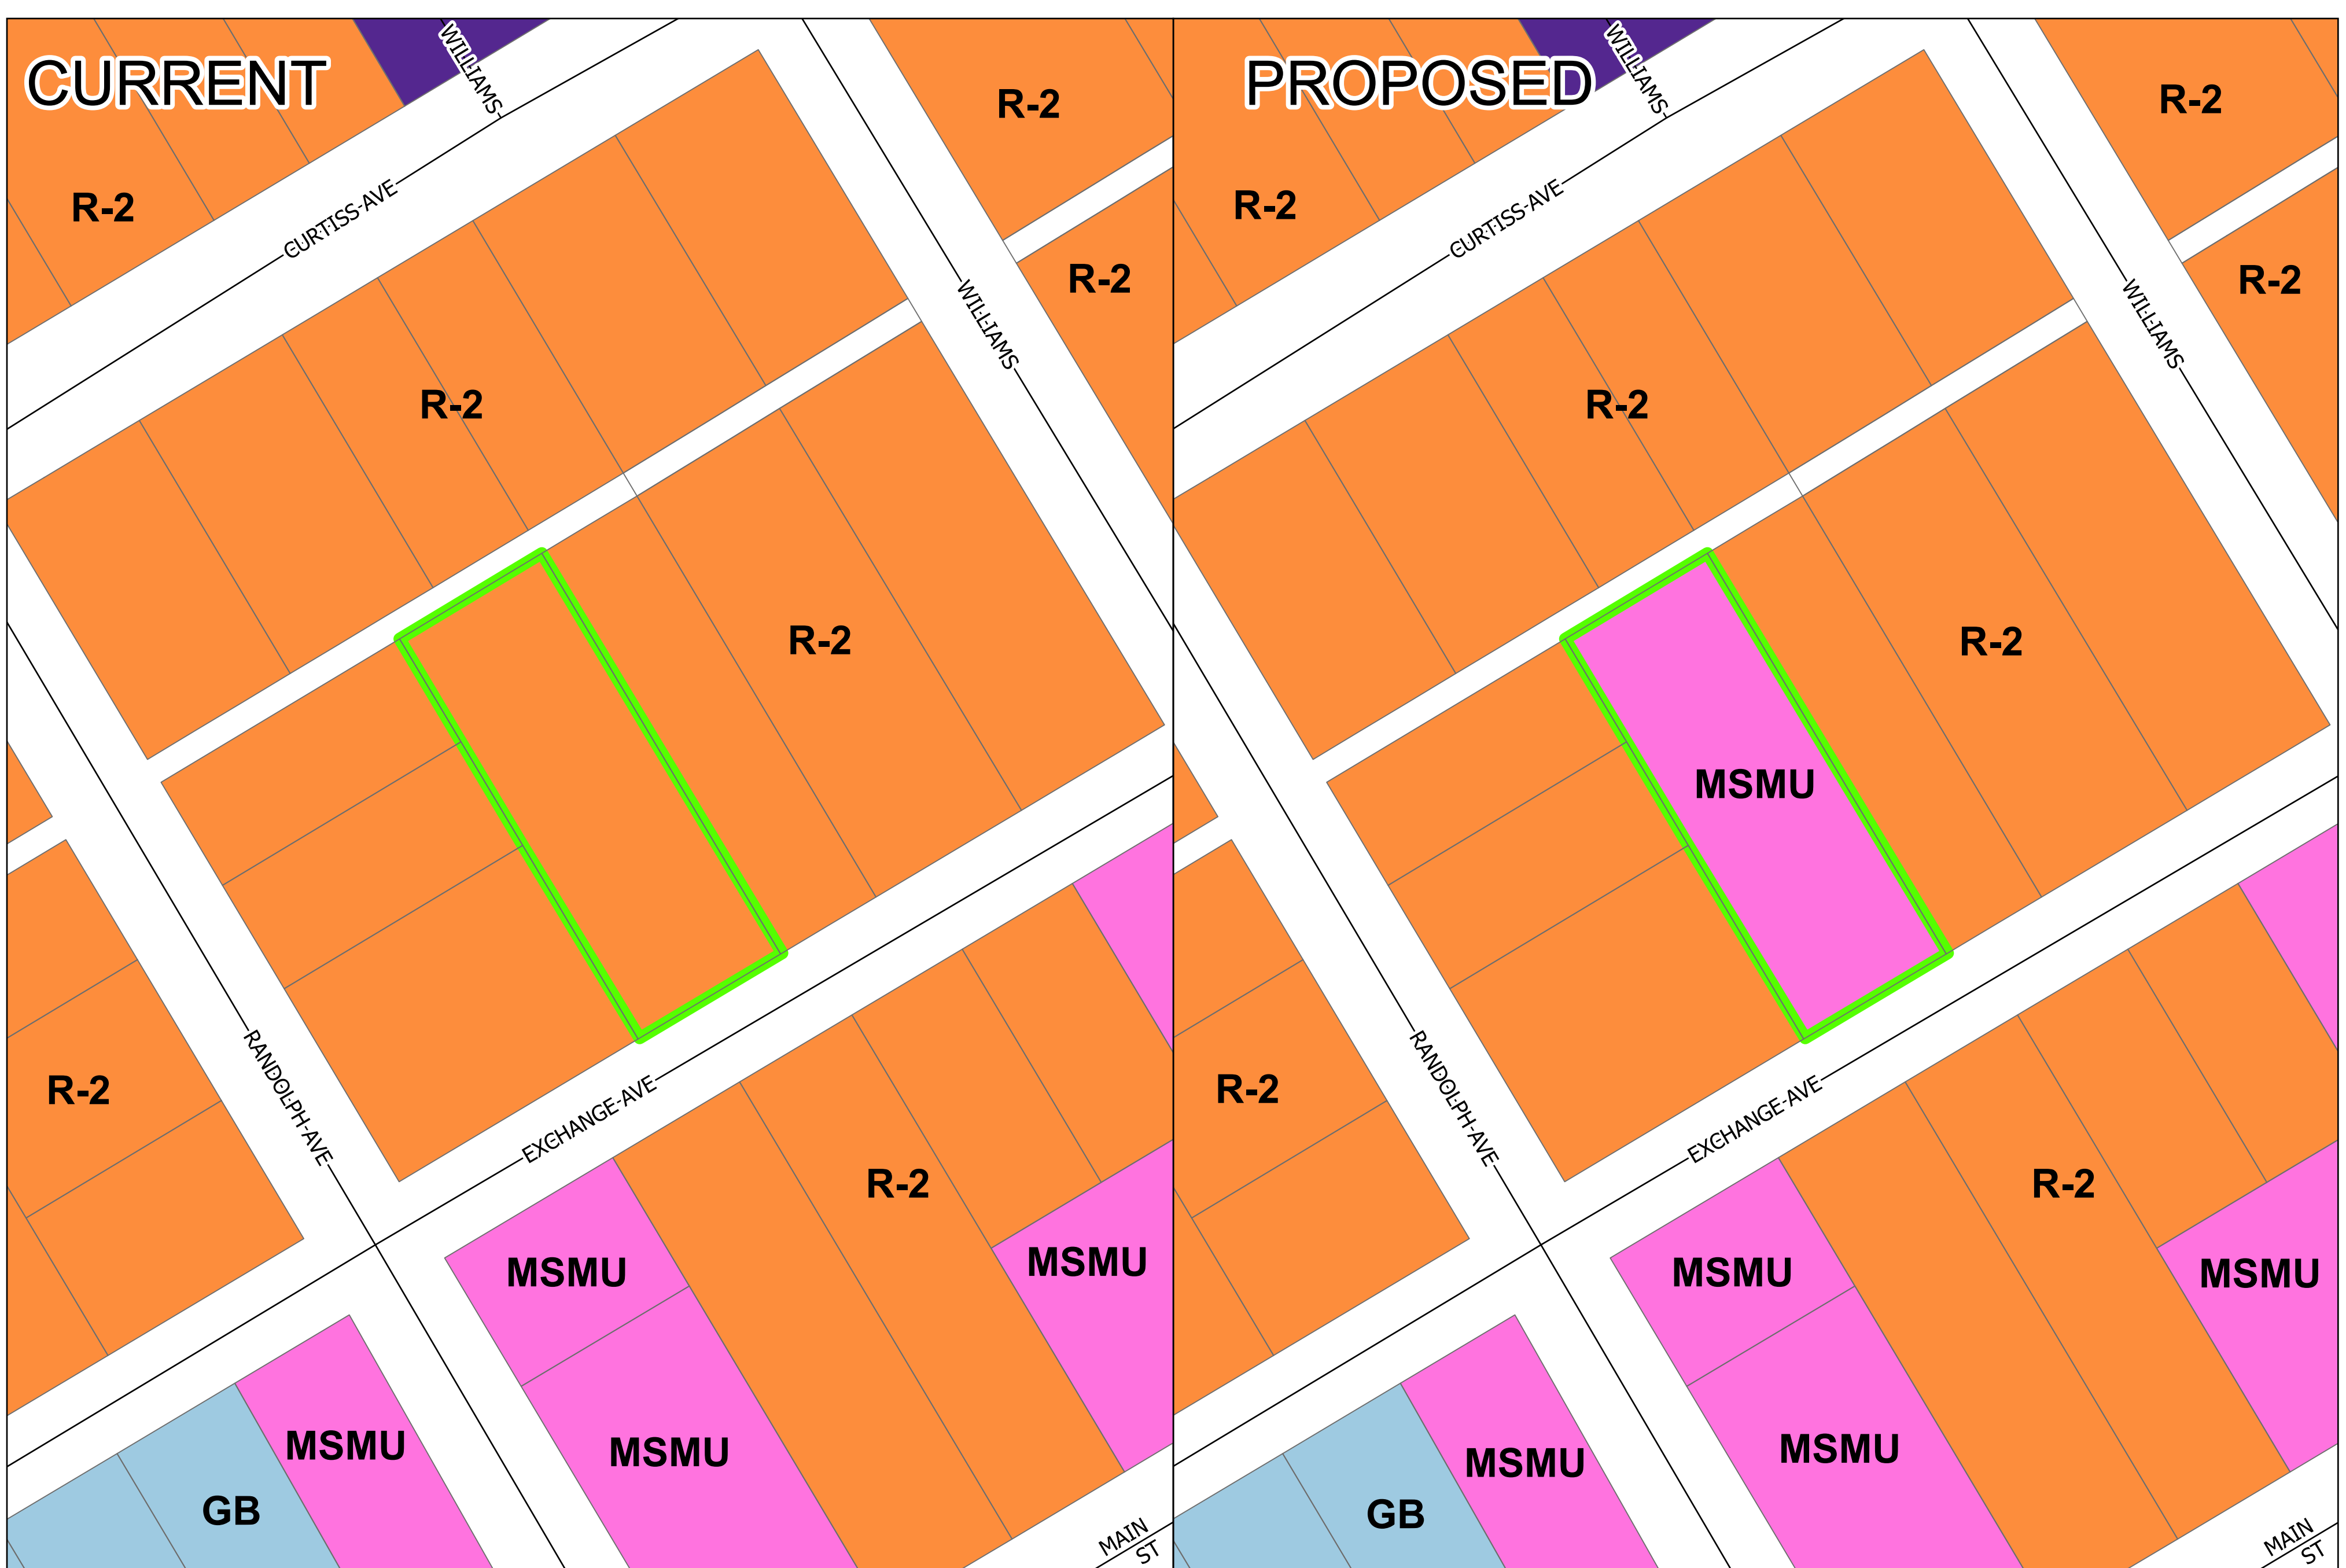 CURRENT
WILLIAMS
R-2
R-2
CURTISS AVE
R-2
WILLIAMS
R-2
R-2
R-2
RANDOLPH AVE
EXCHANGE AVE
R-2
MSMU
MSMU
MSMU
MSMU
GB
MAIN
ST
PROPOSED
WILLIAMS
R-2
R-2
CURTISS AVE
R-2
WILLIAMS
R-2
R-2
MSMU
R-2
RANDOLPH AVE
EXCHANGE AVE
R-2
MSMU
MSMU
MSMU
MSMU
GB
MAIN
ST